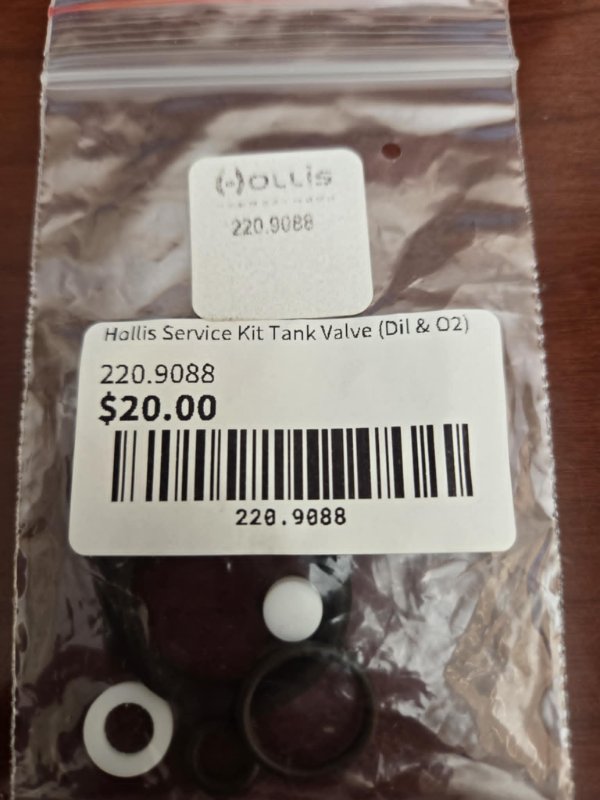 Hollis
220.9088
Hollis Service Kit Tank Valve (Dil & O2)
220.9088
$20.00
220.9088